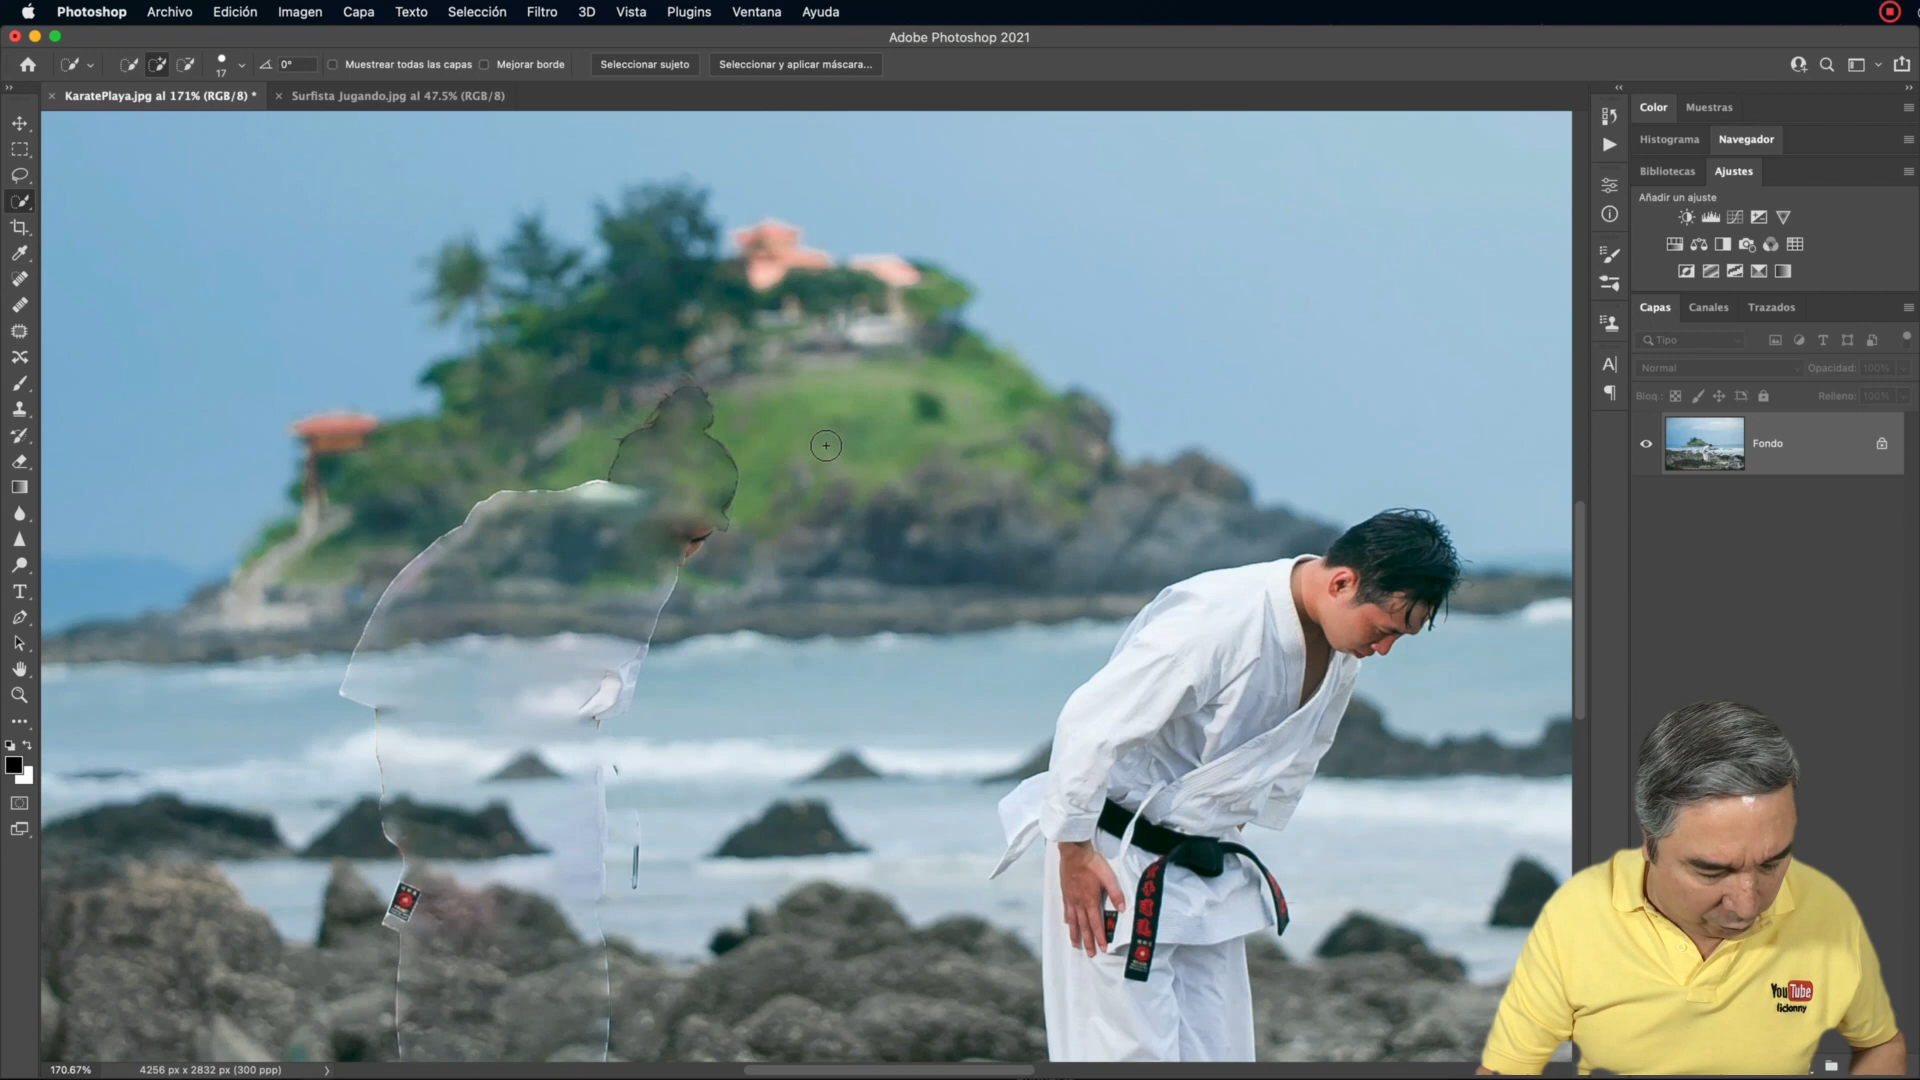 Photoshop Archivo Edición Imagen Capa Texto Selección Filtro 3D Vista Plugins Ventana Ayuda
Adobe Photoshop 2021
17 0° Muestrear todas las capas Mejorar borde Seleccionar sujeto Seleccionar y aplicar máscara...
KaratePlaya.jpg al 171% (RGB/8) * Surfista Jugando.jpg al 47.5% (RGB/8)
Color Muestras
Histograma Navegador
Bibliotecas Ajustes
Añadir un ajuste
Capas Canales Trazados
Tipo
Normal Opacidad: 100%
Bloq.: Relleno: 100%
Fondo
YouTube
170.67% 4256 px x 2832 px (300 ppp)